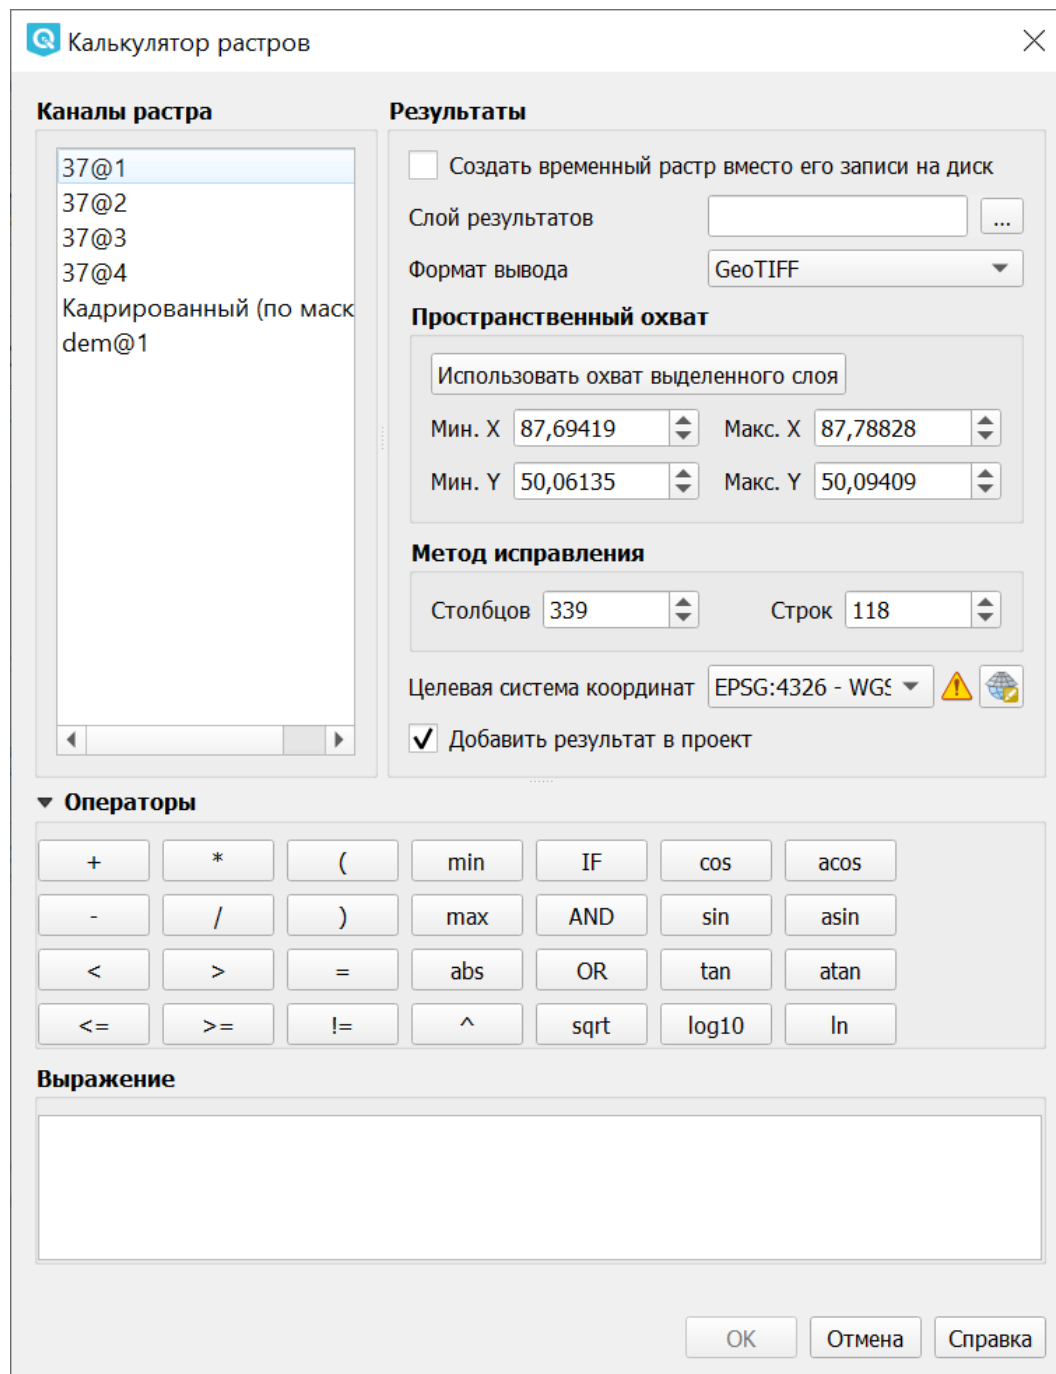 Калькулятор растров
Каналы растра
37@1
37@2
37@3
37@4
Кадрированный (по маск
dem@1
Результаты
Создать временный растр вместо его записи на диск
Слой результатов ...
Формат вывода GeoTIFF
Пространственный охват
Использовать охват выделенного слоя
Мин. X 87,69419 Макс. X 87,78828
Мин. Y 50,06135 Макс. Y 50,09409
Метод исправления
Столбцов 339 Строк 118
Целевая система координат EPSG:4326 - WGS
Добавить результат в проект
Операторы
+ * ( min IF cos acos
- / ) max AND sin asin
< > = abs OR tan atan
<= >= != ^ sqrt log10 ln
Выражение
OK Отмена Справка